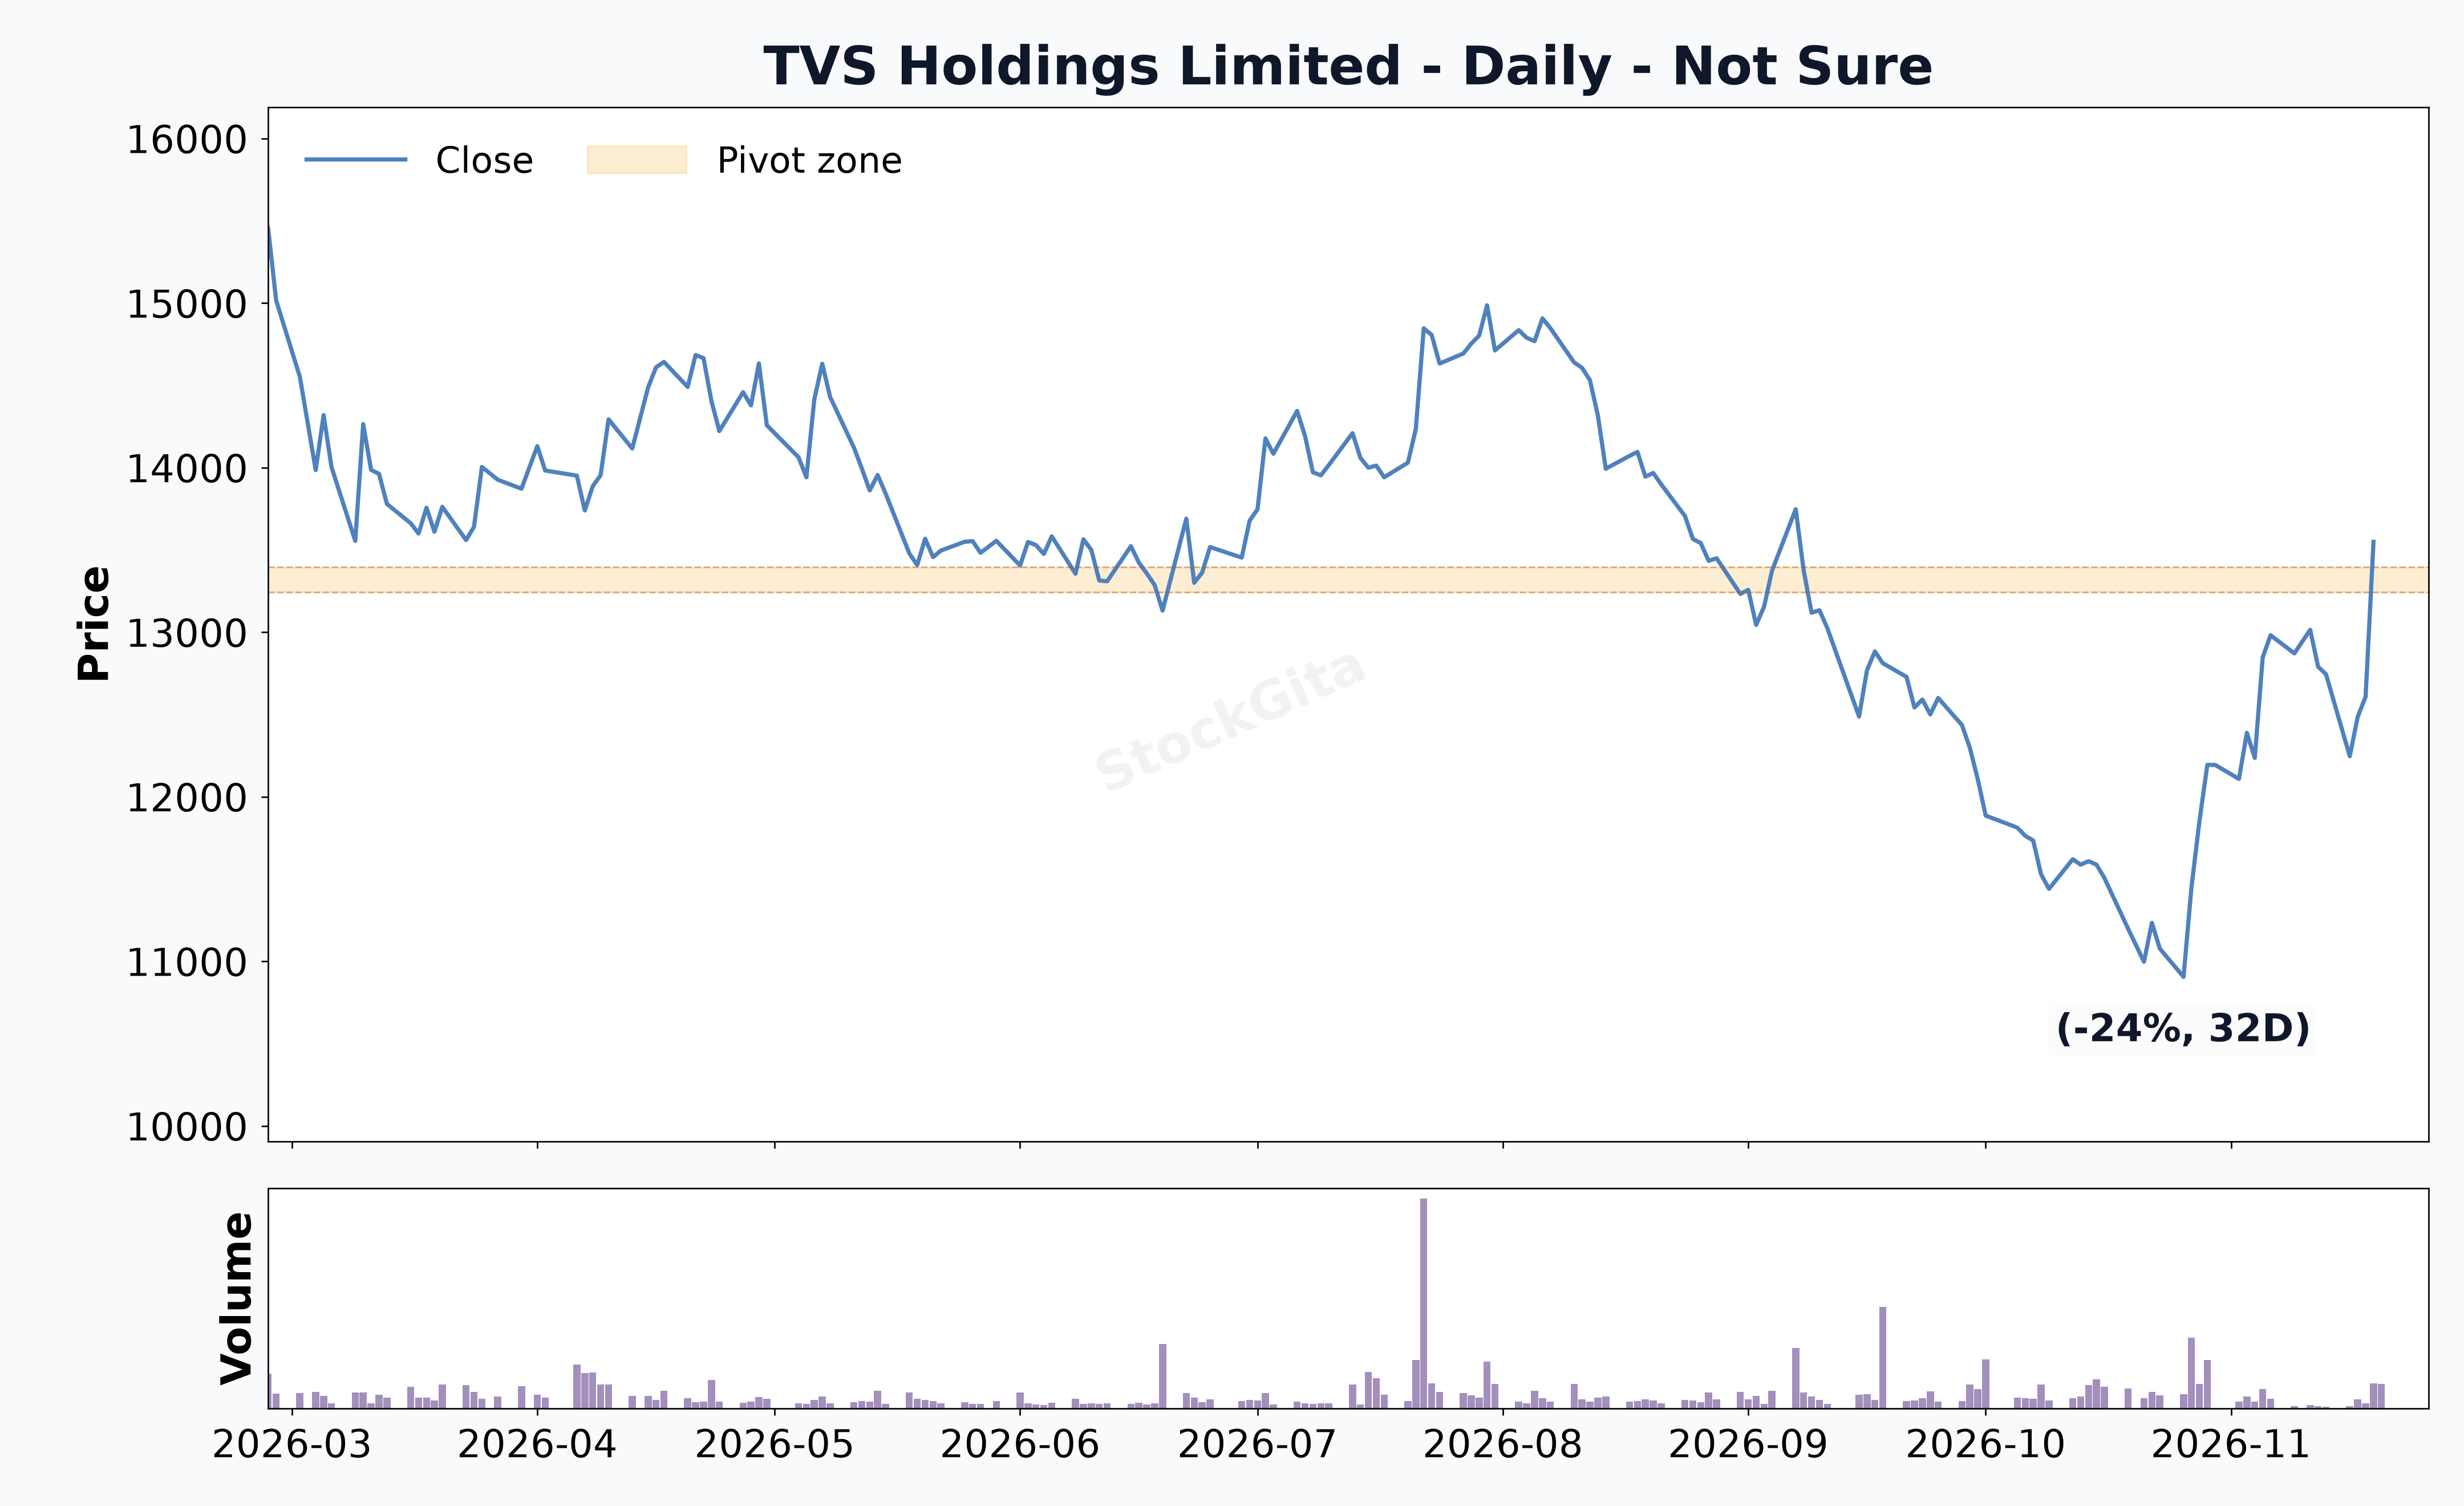 TVS Holdings Limited - Daily - Not Sure
Close Pivot zone
16000
15000
14000
13000
12000
11000
10000
Price
StockGita
(-24%, 32D)
Volume
2026-03 2026-04 2026-05 2026-06 2026-07 2026-08 2026-09 2026-10 2026-11